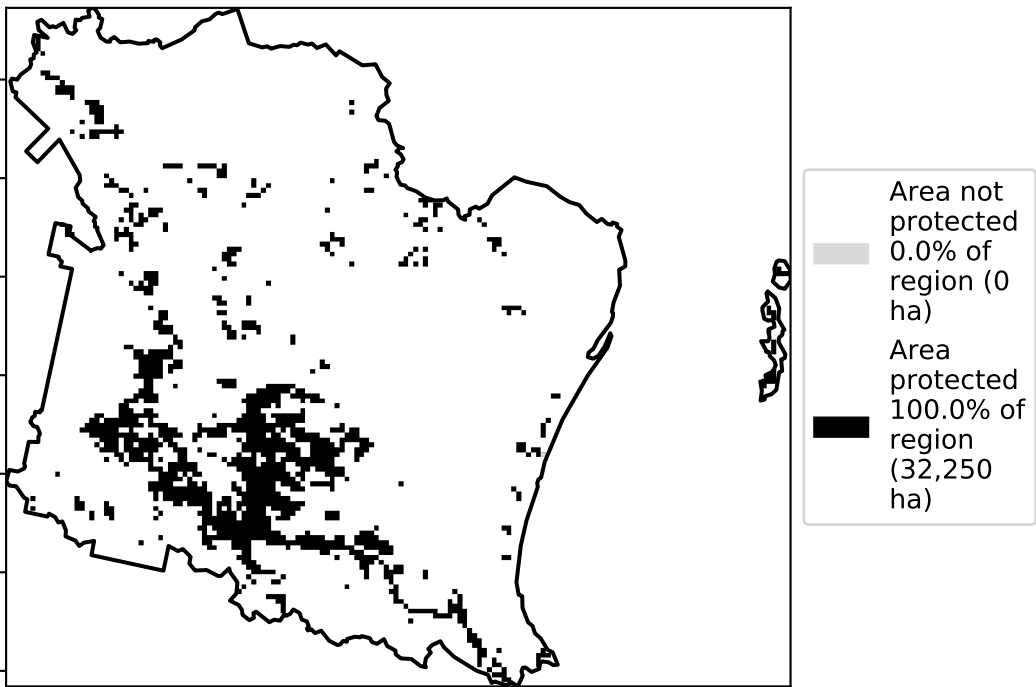 Area not
protected
0.0% of
region (0
ha)
Area
protected
100.0% of
region
(32,250
ha)